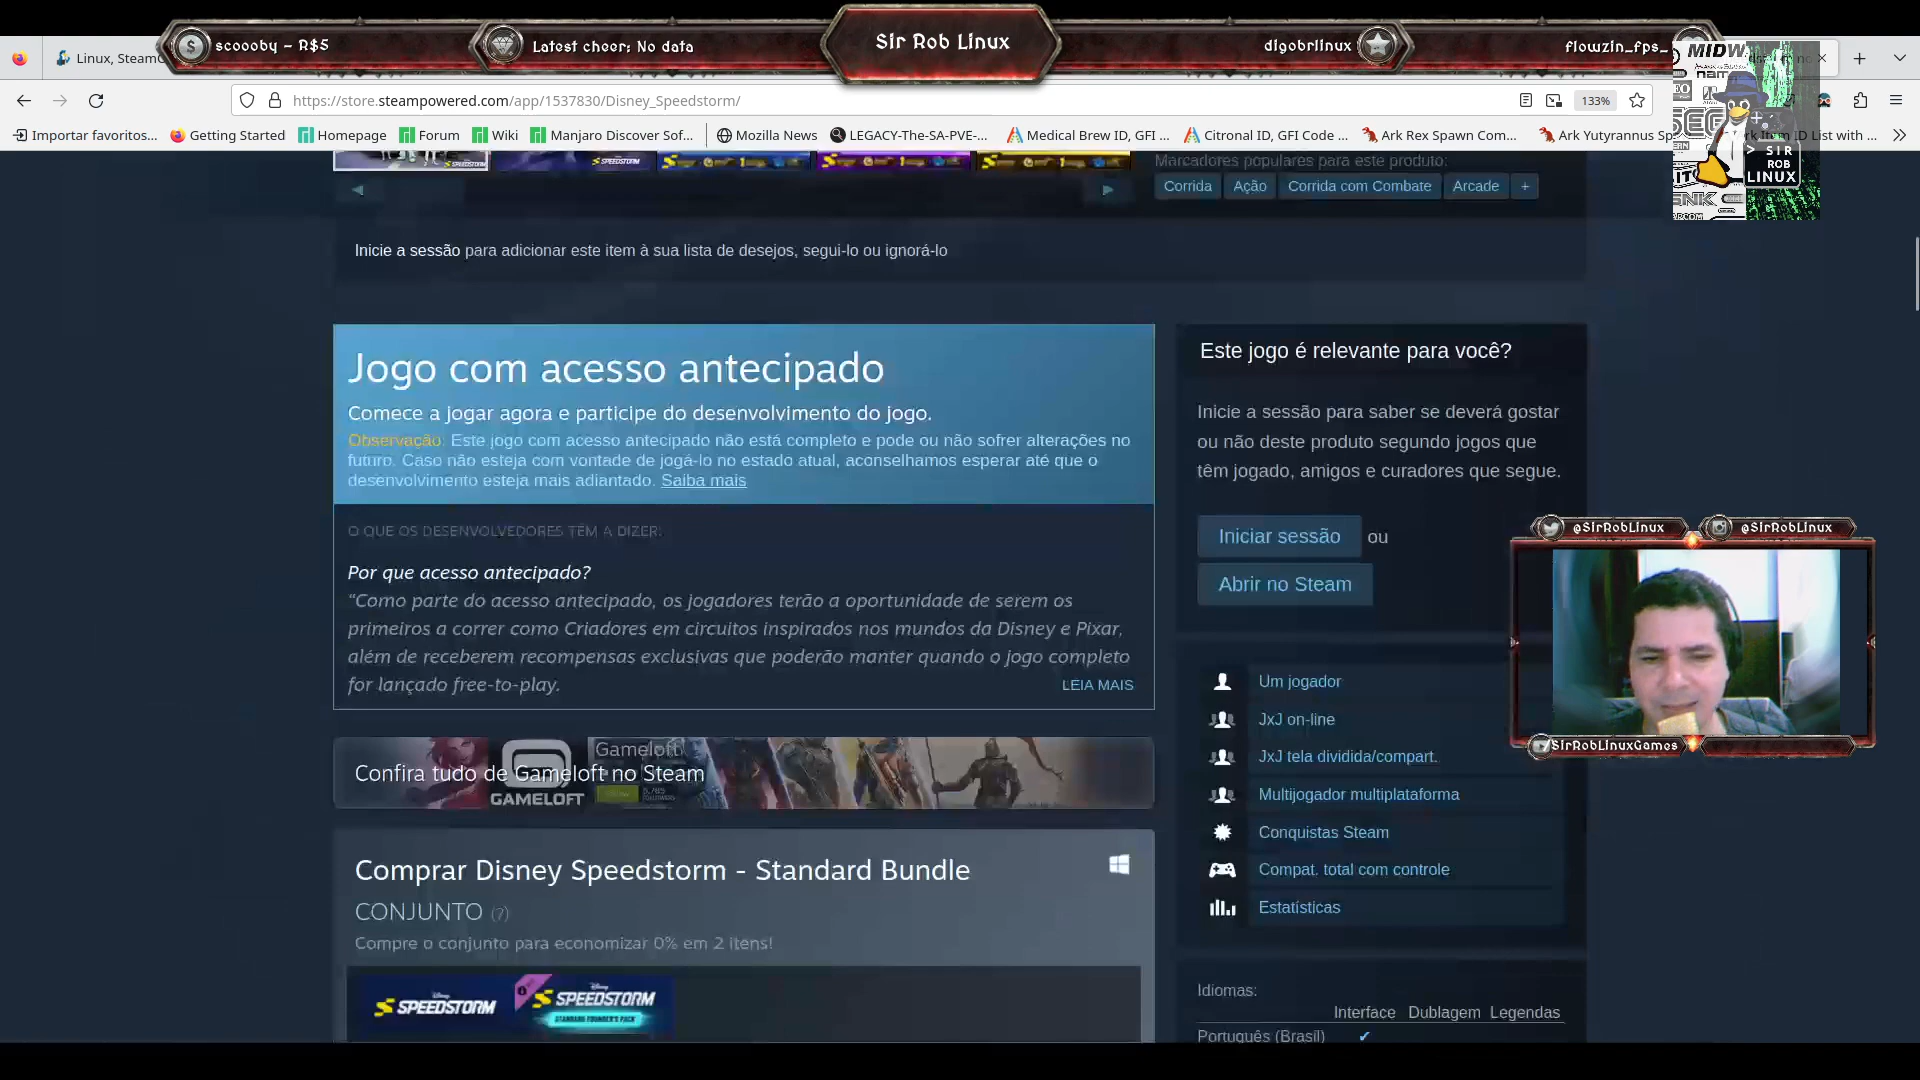 scoooby - R$5
Latest cheer: No data
Sir Rob Linux
digobrlinux
flowzin_fps_
Linux, SteamO
https://store.steampowered.com/app/1537830/Disney_Speedstorm/
133%
Importar favoritos...
Getting Started
Homepage
Forum
Wiki
Manjaro Discover Sof...
Mozilla News
LEGACY-The-SA-PVE-...
Medical Brew ID, GFI ...
Citronal ID, GFI Code ...
Ark Rex Spawn Com...
Ark Yutyrannus Sp
Item ID List with ...
MIDW
SIR
ROB
LINUX
Marcadores populares para este produto:
Corrida
Ação
Corrida com Combate
Arcade
+
Inicie a sessão para adicionar este item à sua lista de desejos, segui-lo ou ignorá-lo
Jogo com acesso antecipado
Comece a jogar agora e participe do desenvolvimento do jogo.
Observação: Este jogo com acesso antecipado não está completo e pode ou não sofrer alterações no
futuro. Caso não esteja com vontade de jogá-lo no estado atual, aconselhamos esperar até que o
desenvolvimento esteja mais adiantado. Saiba mais
O QUE OS DESENVOLVEDORES TÊM A DIZER:
Por que acesso antecipado?
“Como parte do acesso antecipado, os jogadores terão a oportunidade de serem os
primeiros a correr como Criadores em circuitos inspirados nos mundos da Disney e Pixar,
além de receberem recompensas exclusivas que poderão manter quando o jogo completo
for lançado free-to-play.
LEIA MAIS
Gameloft
Confira tudo de Gameloft no Steam
GAMELOFT
Comprar Disney Speedstorm - Standard Bundle
CONJUNTO (?)
Compre o conjunto para economizar 0% em 2 itens!
SPEEDSTORM
SPEEDSTORM
STANDARD FOUNDER'S PACK
Este jogo é relevante para você?
Inicie a sessão para saber se deverá gostar
ou não deste produto segundo jogos que
têm jogado, amigos e curadores que segue.
Iniciar sessão ou
Abrir no Steam
Um jogador
JxJ on-line
JxJ tela dividida/compart.
Multijogador multiplataforma
Conquistas Steam
Compat. total com controle
Estatísticas
Idiomas:
Interface Dublagem Legendas
Português (Brasil) ✔
@SirRobLinux
@SirRobLinux
SirRobLinuxGames